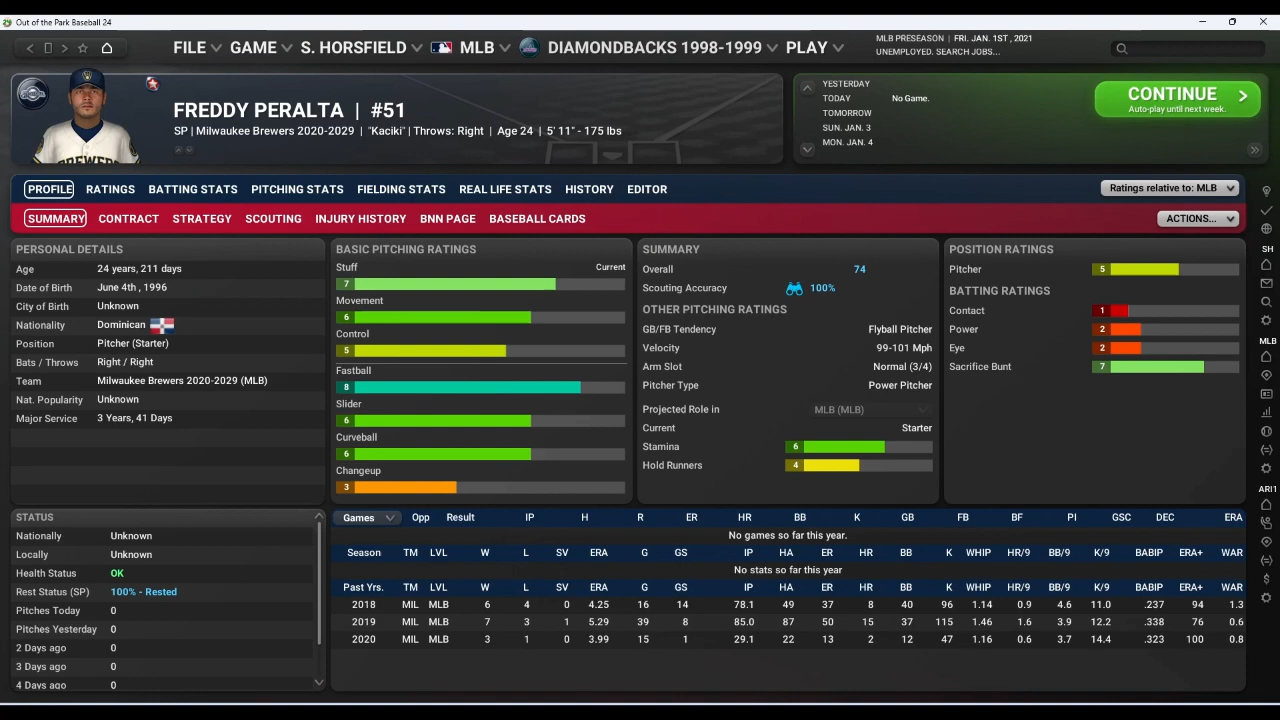 Out of the Park Baseball 24
FILE GAME S. HORSFIELD MLB DIAMONDBACKS 1998-1999 PLAY
MLB PRESEASON | FRI. JAN. 1ST , 2021
UNEMPLOYED. SEARCH JOBS...
FREDDY PERALTA | #51
SP | Milwaukee Brewers 2020-2029 | "Kaciki" | Throws: Right | Age 24 | 5' 11" - 175 lbs
YESTERDAY
TODAY No Game.
TOMORROW
SUN. JAN. 3
MON. JAN. 4
CONTINUE
Auto-play until next week.
PROFILE RATINGS BATTING STATS PITCHING STATS FIELDING STATS REAL LIFE STATS HISTORY EDITOR
Ratings relative to: MLB
SUMMARY CONTRACT STRATEGY SCOUTING INJURY HISTORY BNN PAGE BASEBALL CARDS
ACTIONS...
PERSONAL DETAILS
Age 24 years, 211 days
Date of Birth June 4th , 1996
City of Birth Unknown
Nationality Dominican
Position Pitcher (Starter)
Bats / Throws Right / Right
Team Milwaukee Brewers 2020-2029 (MLB)
Nat. Popularity Unknown
Major Service 3 Years, 41 Days
BASIC PITCHING RATINGS
Stuff Current
7
Movement
6
Control
5
Fastball
8
Slider
6
Curveball
6
Changeup
3
SUMMARY
Overall 74
Scouting Accuracy 100%
OTHER PITCHING RATINGS
GB/FB Tendency Flyball Pitcher
Velocity 99-101 Mph
Arm Slot Normal (3/4)
Pitcher Type Power Pitcher
Projected Role in MLB (MLB)
Current Starter
Stamina 6
Hold Runners 4
POSITION RATINGS
Pitcher 5
BATTING RATINGS
Contact 1
Power 2
Eye 2
Sacrifice Bunt 7
SH
MLB
ARI1
STATUS
Nationally Unknown
Locally Unknown
Health Status OK
Rest Status (SP) 100% - Rested
Pitches Today 0
Pitches Yesterday 0
2 Days ago 0
3 Days ago 0
4 Days ago 0
Games Opp Result IP H R ER HR BB K GB FB BF PI GSC DEC ERA
No games so far this year.
Season TM LVL W L SV ERA G GS IP HA ER HR BB K WHIP HR/9 BB/9 K/9 BABIP ERA+ WAR
No stats so far this year
Past Yrs. TM LVL W L SV ERA G GS IP HA ER HR BB K WHIP HR/9 BB/9 K/9 BABIP ERA+ WAR
2018 MIL MLB 6 4 0 4.25 16 14 78.1 49 37 8 40 96 1.14 0.9 4.6 11.0 .237 94 1.3
2019 MIL MLB 7 3 1 5.29 39 8 85.0 87 50 15 37 115 1.46 1.6 3.9 12.2 .338 76 0.6
2020 MIL MLB 3 1 0 3.99 15 1 29.1 22 13 2 12 47 1.16 0.6 3.7 14.4 .323 100 0.8